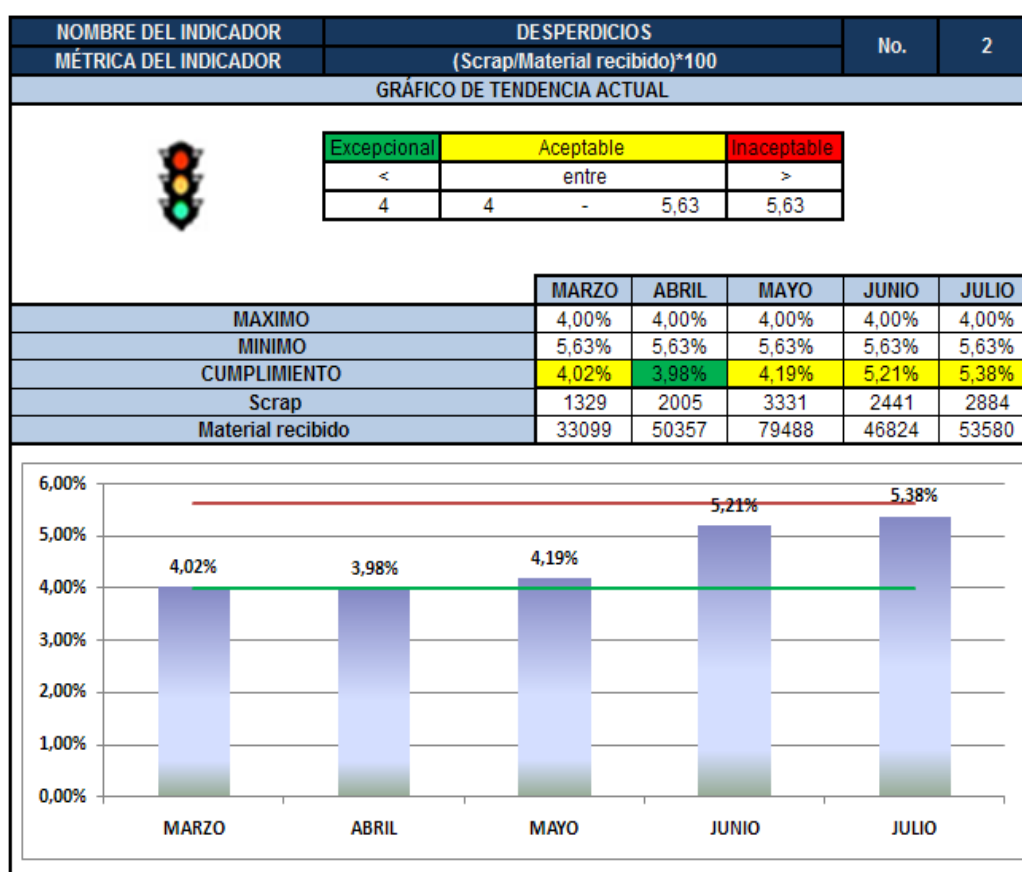 NOMBRE DEL INDICADOR DESPERDICIOS No. 2
MÉTRICA DEL INDICADOR (Scrap/Material recibido)*100
GRÁFICO DE TENDENCIA ACTUAL
Excepcional Aceptable Inaceptable
< entre >
4 4 - 5,63 5,63
MARZO ABRIL MAYO JUNIO JULIO
MAXIMO 4,00% 4,00% 4,00% 4,00% 4,00%
MINIMO 5,63% 5,63% 5,63% 5,63% 5,63%
CUMPLIMIENTO 4,02% 3,98% 4,19% 5,21% 5,38%
Scrap 1329 2005 3331 2441 2884
Material recibido 33099 50357 79488 46824 53580
6,00%
5,00%
4,00%
3,00%
2,00%
1,00%
0,00%
4,02% 3,98% 4,19% 5,21% 5,38%
MARZO ABRIL MAYO JUNIO JULIO